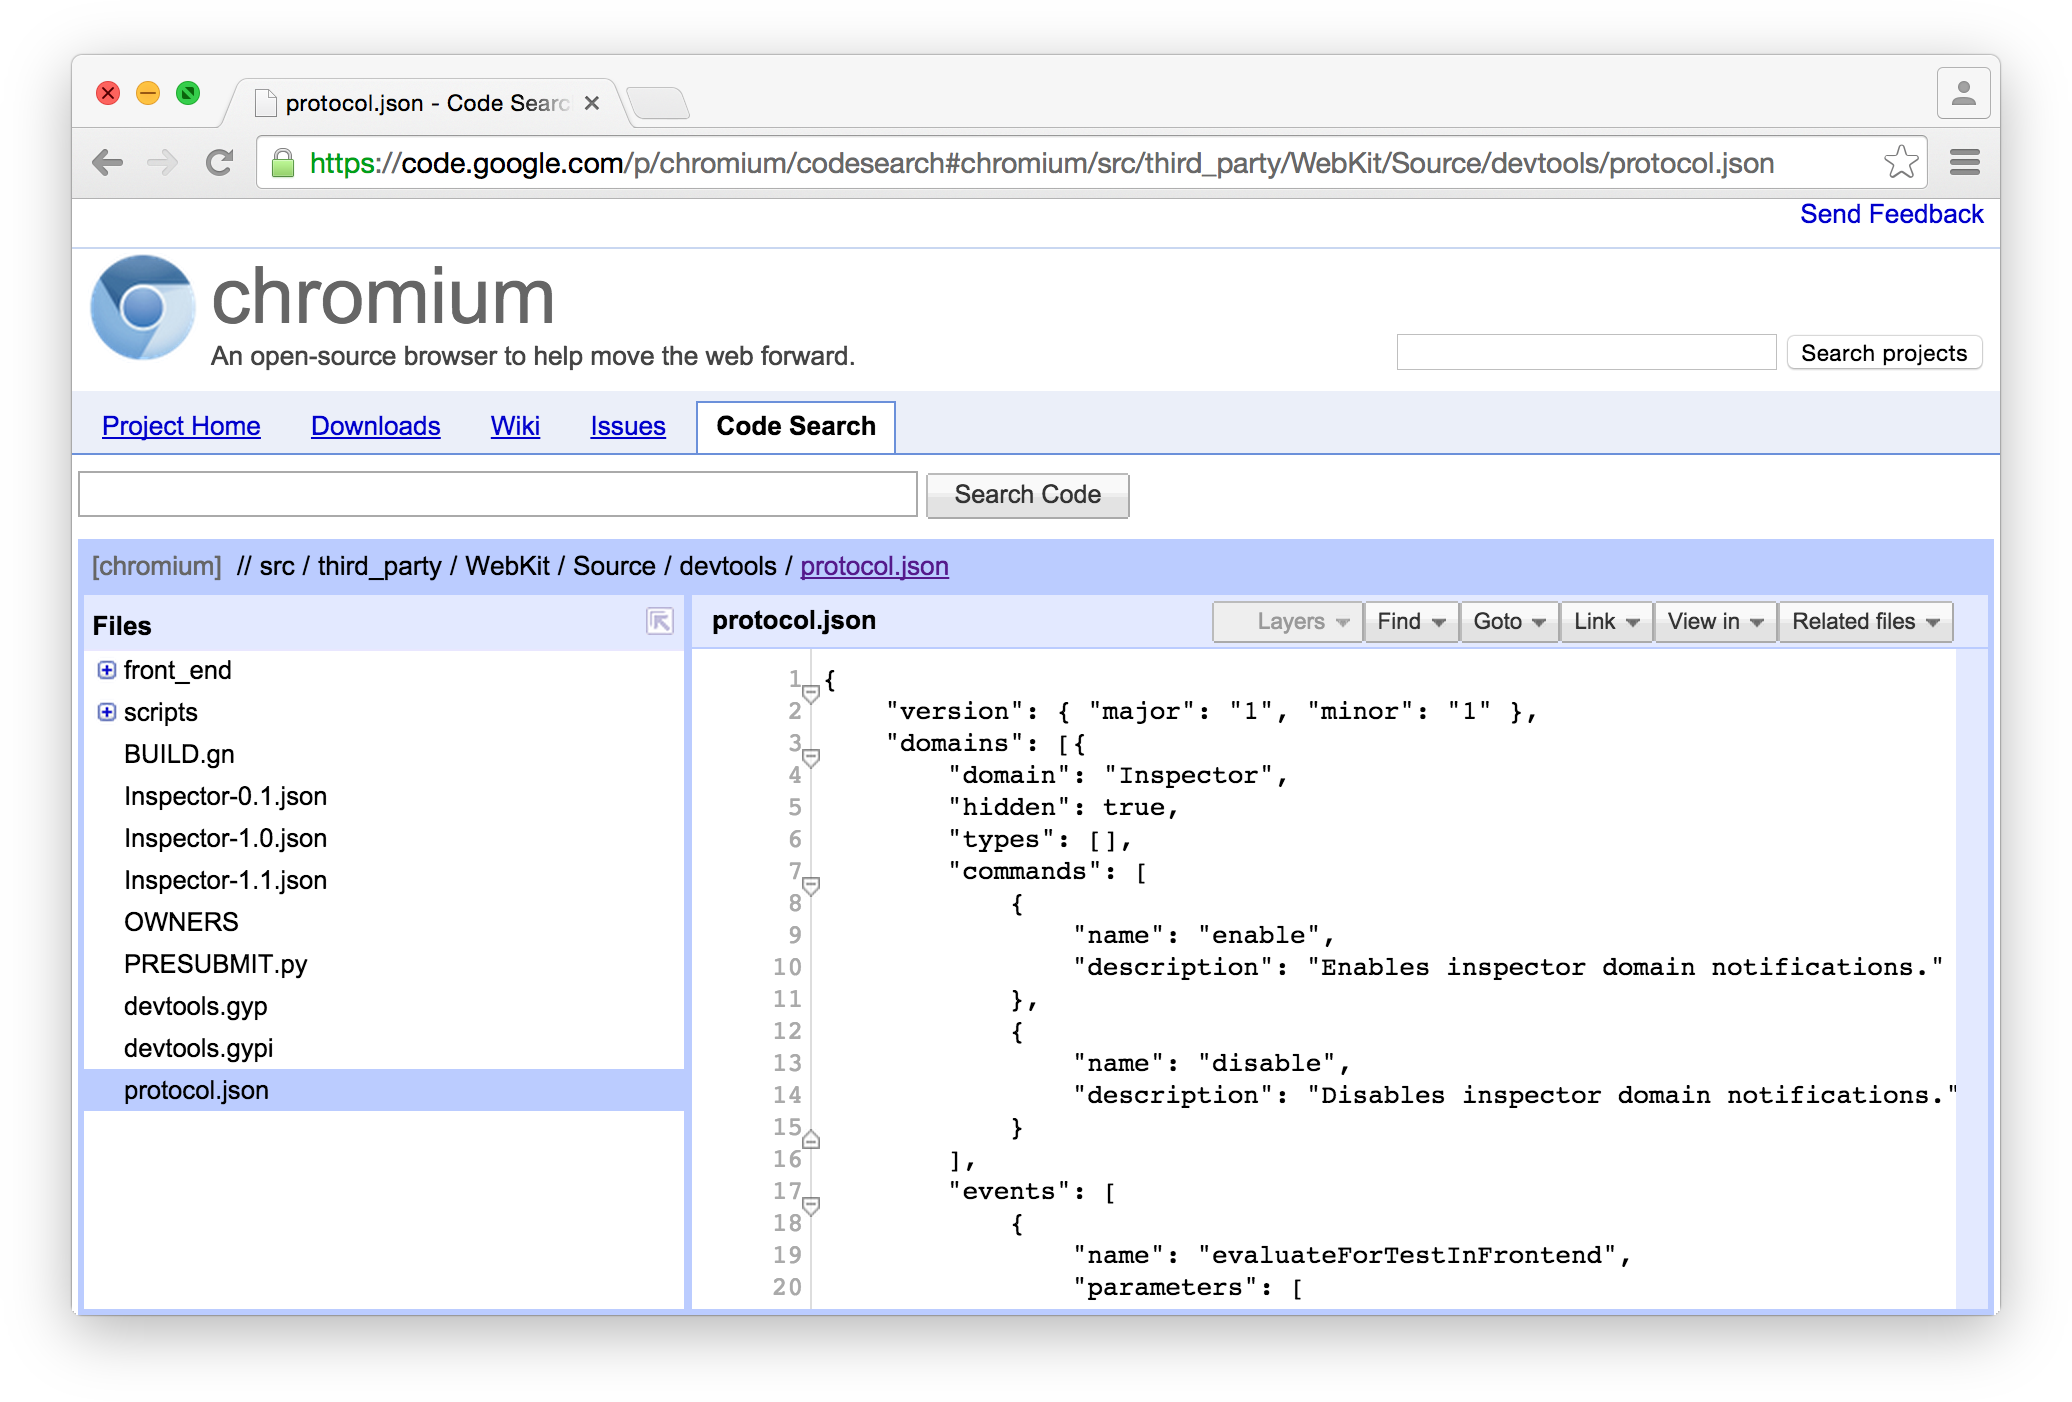 protocol.json - Code Searc
https://code.google.com/p/chromium/codesearch#chromium/src/third_party/WebKit/Source/devtools/protocol.json
Send Feedback
chromium
An open-source browser to help move the web forward.
Search projects
Project Home Downloads Wiki Issues Code Search
Search Code
[chromium] // src / third_party / WebKit / Source / devtools / protocol.json
Files
front_end
scripts
BUILD.gn
Inspector-0.1.json
Inspector-1.0.json
Inspector-1.1.json
OWNERS
PRESUBMIT.py
devtools.gyp
devtools.gypi
protocol.json
protocol.json Layers Find Goto Link View in Related files
1 {
2 "version": { "major": "1", "minor": "1" },
3 "domains": [{
4 "domain": "Inspector",
5 "hidden": true,
6 "types": [],
7 "commands": [
8 {
9 "name": "enable",
10 "description": "Enables inspector domain notifications."
11 },
12 {
13 "name": "disable",
14 "description": "Disables inspector domain notifications."
15 }
16 ],
17 "events": [
18 {
19 "name": "evaluateForTestInFrontend",
20 "parameters": [